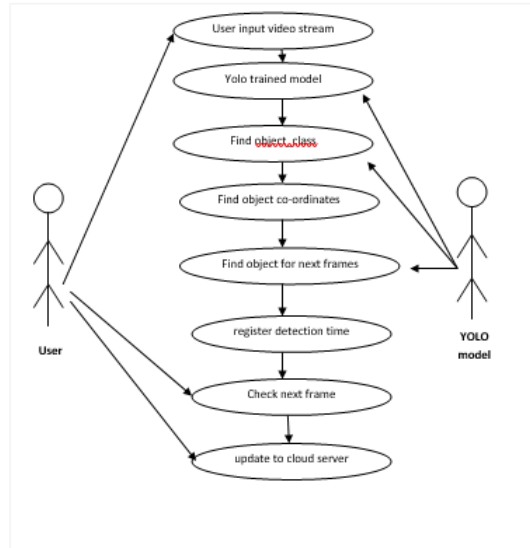 User input video stream
Yolo trained model
Find object class
Find object co-ordinates
Find object for next frames
register detection time
Check next frame
update to cloud server
User
YOLO
model